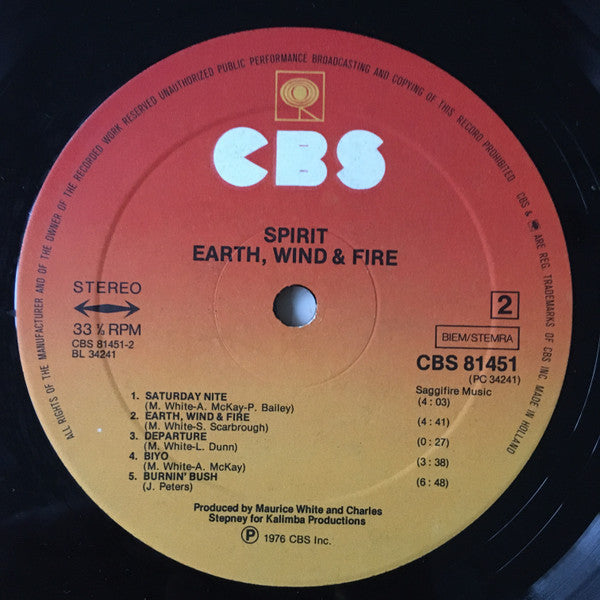 ALL RIGHTS OF THE MANUFACTURER AND OF THE OWNER OF THE RECORDED WORK RESERVED UNAUTHORIZED PUBLIC PERFORMANCE BROADCASTING AND COPYING OF THIS RECORD PROHIBITED
CBS & ARE REG. TRADEMARKS OF CBS INC. MADE IN HOLLAND
CBS
SPIRIT
EARTH, WIND & FIRE
STEREO
33⅓ RPM
CBS 81451-2
BL 34241
2
BIEM/STEMRA
CBS 81451
(PC 34241)
Saggifire Music
1. SATURDAY NITE (4 : 03)
(M. White-A. McKay-P. Bailey)
2. EARTH, WIND & FIRE (4 : 41)
(M. White-S. Scarbrough)
3. DEPARTURE (0 : 27)
(M. White-L. Dunn)
4. BIYO (3 : 38)
(M. White-A. McKay)
5. BURNIN' BUSH (6 : 48)
(J. Peters)
Produced by Maurice White and Charles
Stepney for Kalimba Productions
Ⓟ 1976 CBS Inc.